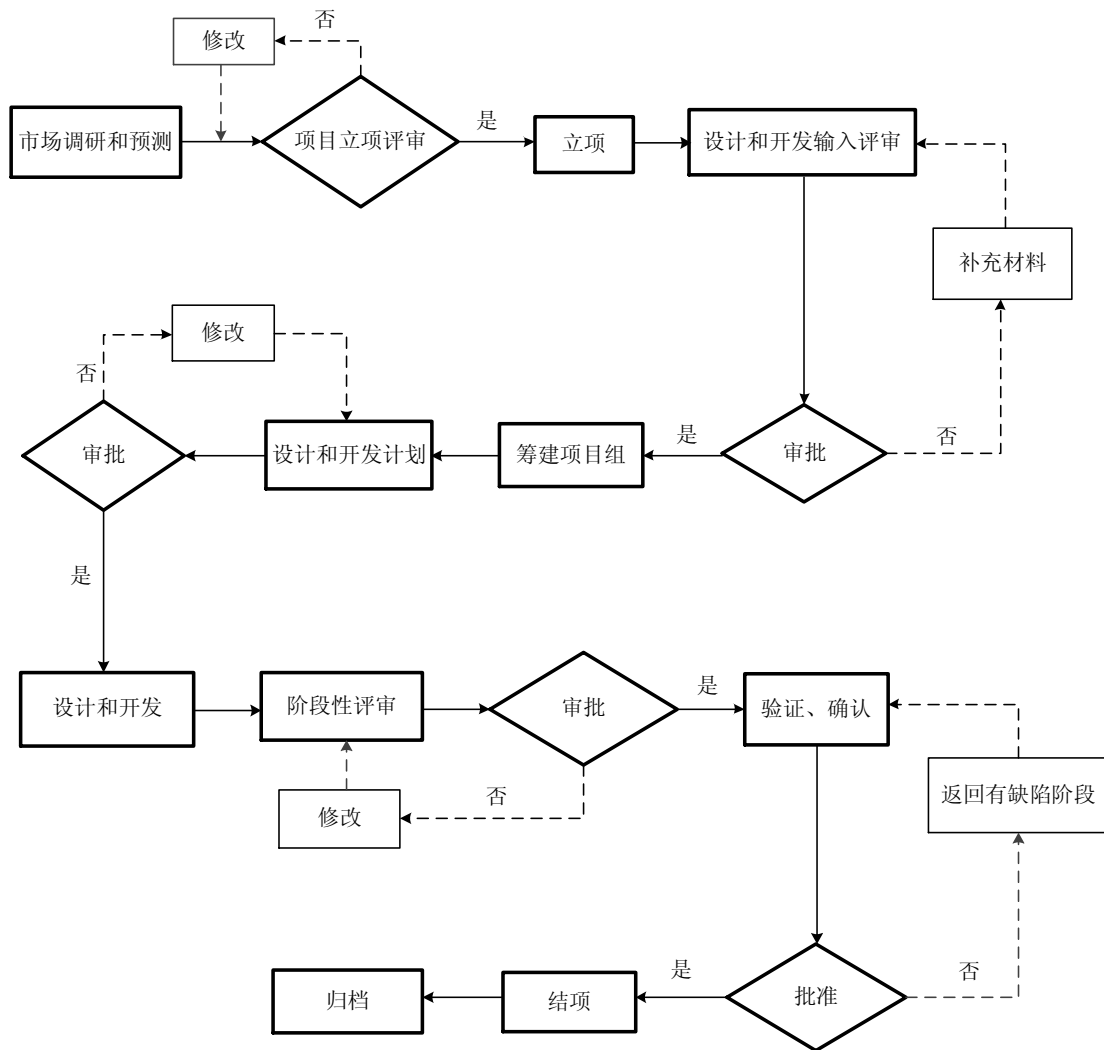 否
修改
市场调研和预测
项目立项评审
是
立项
设计和开发输入评审
补充材料
修改
否
审批
设计和开发计划
筹建项目组
是
审批
否
是
设计和开发
阶段性评审
审批
是
验证、确认
否
修改
返回有缺陷阶段
归档
结项
是
批准
否